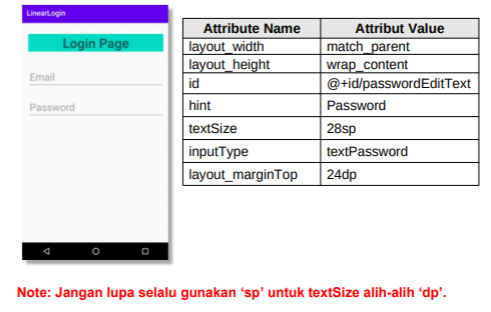 LinearLogin
Login Page
Email
Password
Attribute Name Attribut Value
layout_width match_parent
layout_height wrap_content
id @+id/passwordEditText
hint Password
textSize 28sp
inputType textPassword
layout_marginTop 24dp
Note: Jangan lupa selalu gunakan ‘sp’ untuk textSize alih-alih ‘dp’.